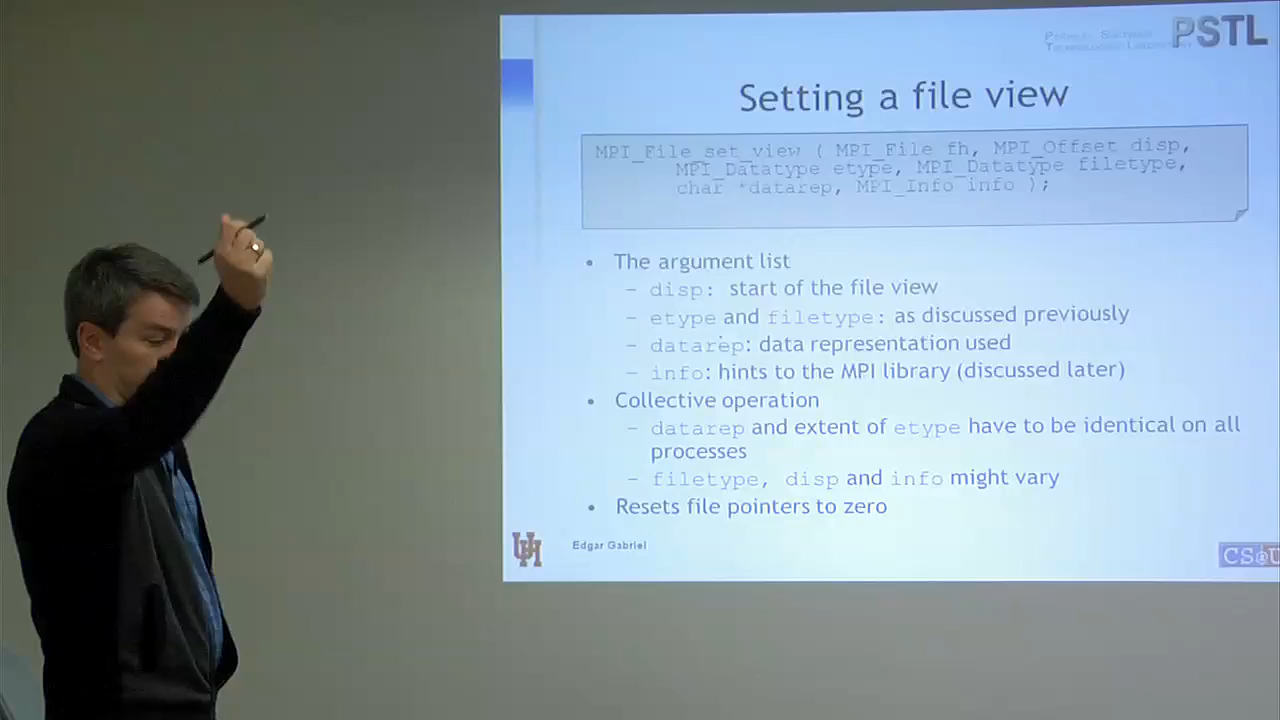 PSTL
Setting a file view
MPI_File_set_view ( MPI_File fh, MPI_Offset disp,
MPI_Datatype etype, MPI_Datatype filetype,
char *datarep, MPI_Info info );
• The argument list
– disp: start of the file view
– etype and filetype: as discussed previously
– datarep: data representation used
– info: hints to the MPI library (discussed later)
• Collective operation
– datarep and extent of etype have to be identical on all
processes
– filetype, disp and info might vary
• Resets file pointers to zero
UH
Edgar Gabriel
CS@U